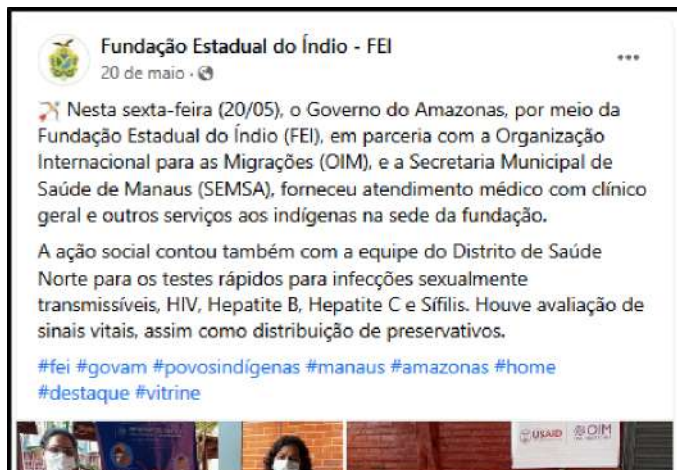 Fundação Estadual do Índio - FEI
20 de maio ·
Nesta sexta-feira (20/05), o Governo do Amazonas, por meio da
Fundação Estadual do Índio (FEI), em parceria com a Organização
Internacional para as Migrações (OIM), e a Secretaria Municipal de
Saúde de Manaus (SEMSA), forneceu atendimento médico com clínico
geral e outros serviços aos indígenas na sede da fundação.
A ação social contou também com a equipe do Distrito de Saúde
Norte para os testes rápidos para infecções sexualmente
transmissíveis, HIV, Hepatite B, Hepatite C e Sífilis. Houve avaliação de
sinais vitais, assim como distribuição de preservativos.
#fei #govam #povosindígenas #manaus #amazonas #home
#destaque #vitrine
USAID OIM